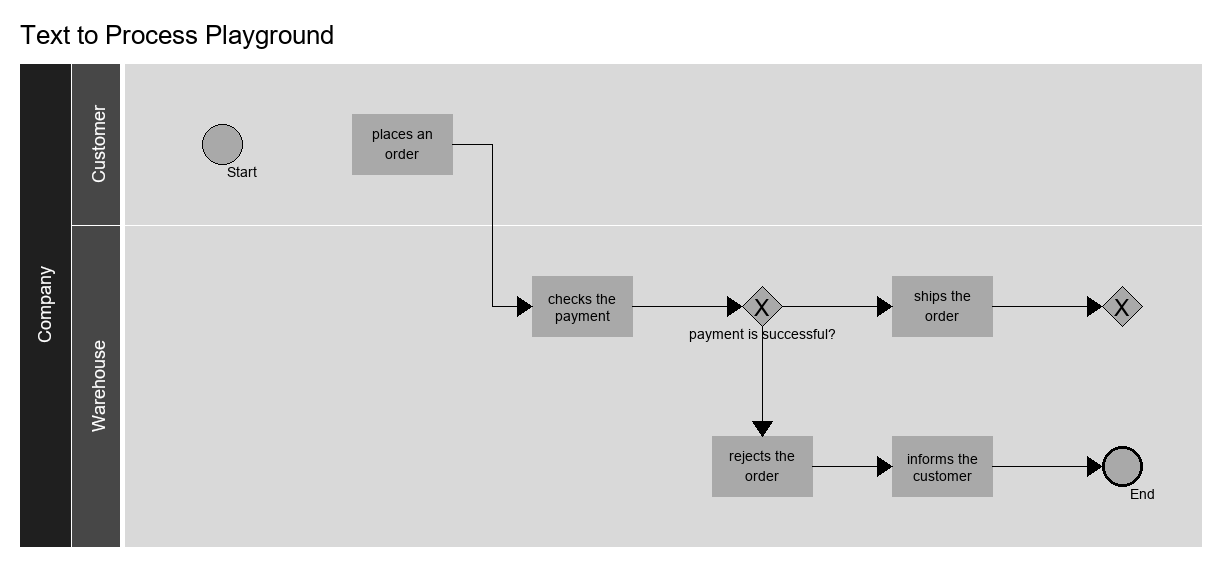 Text to Process Playground
Company
Customer
Start
places an
order
Warehouse
checks the
payment
X
payment is successful?
ships the
order
X
rejects the
order
informs the
customer
End